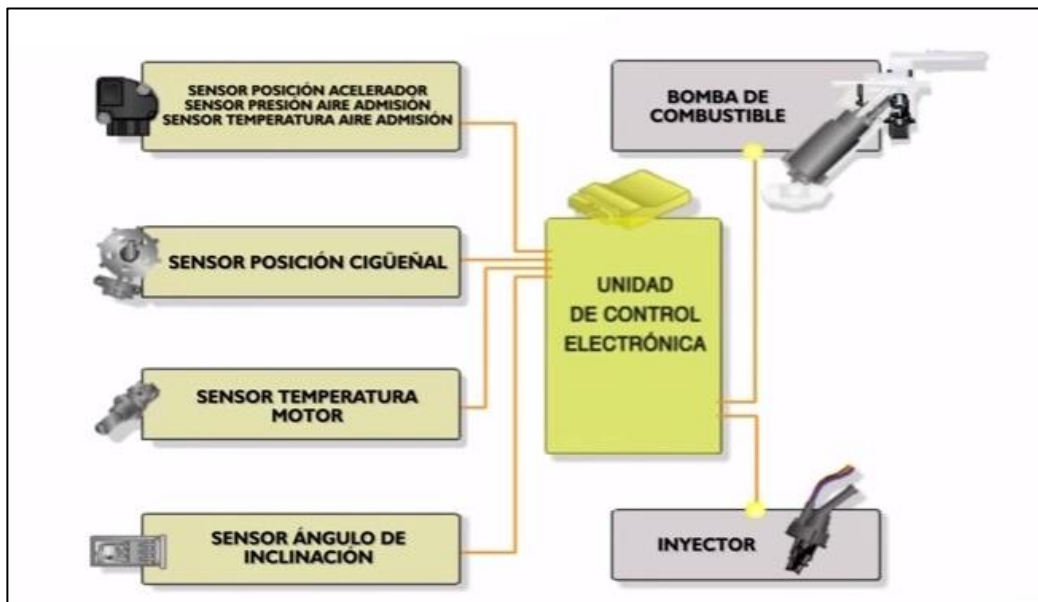 SENSOR POSICIÓN ACELERADOR
SENSOR PRESIÓN AIRE ADMISIÓN
SENSOR TEMPERATURA AIRE ADMISIÓN
SENSOR POSICIÓN CIGÜEÑAL
SENSOR TEMPERATURA
MOTOR
SENSOR ÁNGULO DE
INCLINACIÓN
UNIDAD
DE CONTROL
ELECTRÓNICA
BOMBA DE
COMBUSTIBLE
INYECTOR